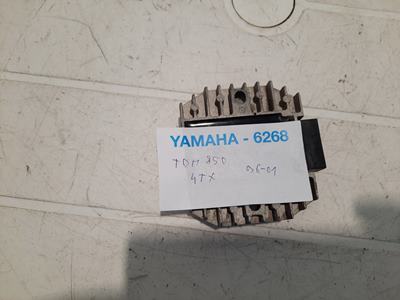 YAMAHA - 6268
TDM 850
4TX 96-01